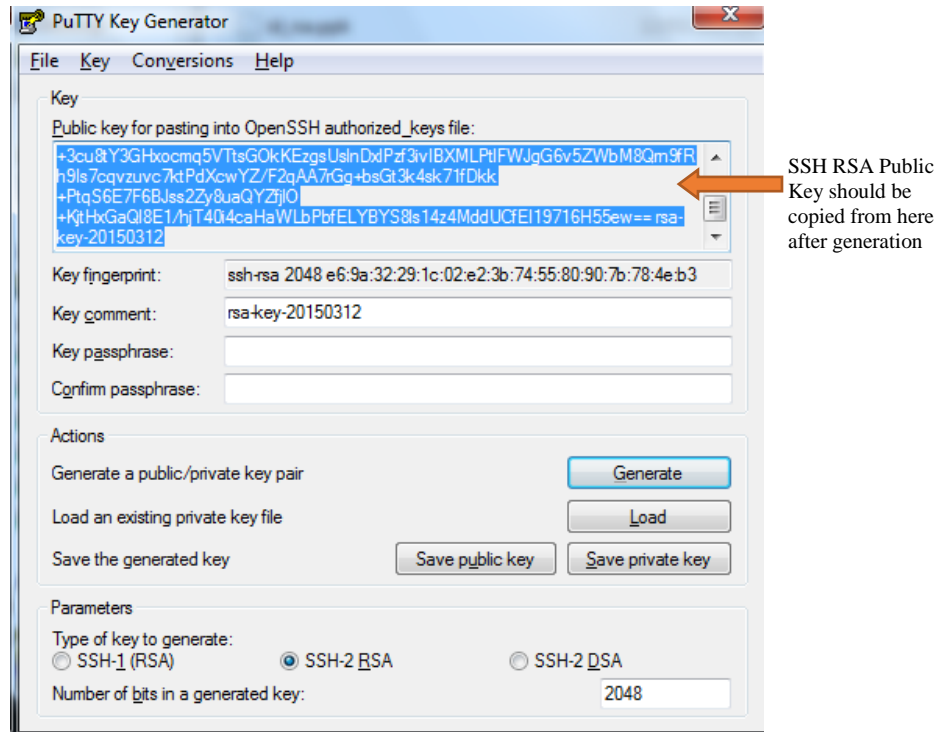 PuTTY Key Generator
File Key Conversions Help
Key
Public key for pasting into OpenSSH authorized_keys file:
+3cu8tY3GHxocmq5VTtsGOkKEzgsUslnDxlPzf3ivIBXMLPtlFWJgG6v5ZWbM8Qm9fR
h9ls7cqvzuvc7ktPdXcwYZ/F2qAA7rGg+bsGt3k4sk71fDkk
+PtqS6E7F6BJss2Zy8uaQYZfjlO
+KjtHxGaQI8E1/hjT40i4caHaWLbPbfELYBYS8ls14z4MddUCfEI19716H55ew== rsa-
key-20150312
SSH RSA Public
Key should be
copied from here
after generation
Key fingerprint: ssh-rsa 2048 e6:9a:32:29:1c:02:e2:3b:74:55:80:90:7b:78:4e:b3
Key comment: rsa-key-20150312
Key passphrase:
Confirm passphrase:
Actions
Generate a public/private key pair Generate
Load an existing private key file Load
Save the generated key Save public key Save private key
Parameters
Type of key to generate:
SSH-1 (RSA) SSH-2 RSA SSH-2 DSA
Number of bits in a generated key: 2048